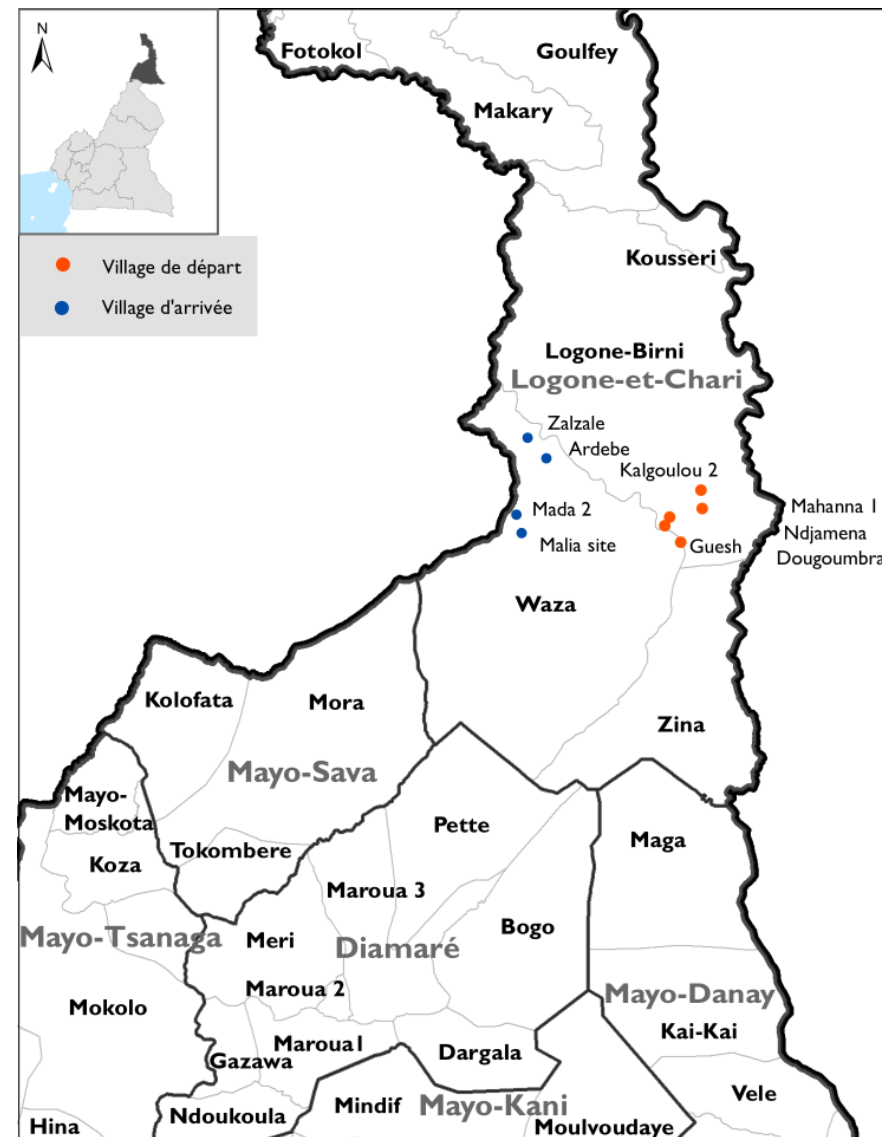 N
Fotokol
Goulfey
Makary
Village de départ
Village d'arrivée
Kousseri
Logone-Birni
Logone-et-Chari
Zalzale
Ardebe
Kalgoulou 2
Mada 2
Malia site
Guesh
Mahanna 1
Ndjamena
Dougoumbra
Waza
Kolofata
Mora
Zina
Mayo-Sava
Mayo-
Moskota
Pette
Maga
Koza
Tokombere
Maroua 3
Bogo
Mayo-Tsanaga
Meri
Diamaré
Maroua 2
Mayo-Danay
Mokolo
Kai-Kai
Maroua1
Gazawa
Dargala
Vele
Ndoukoula
Mindif
Mayo-Kani
Hina
Moulvoudaye